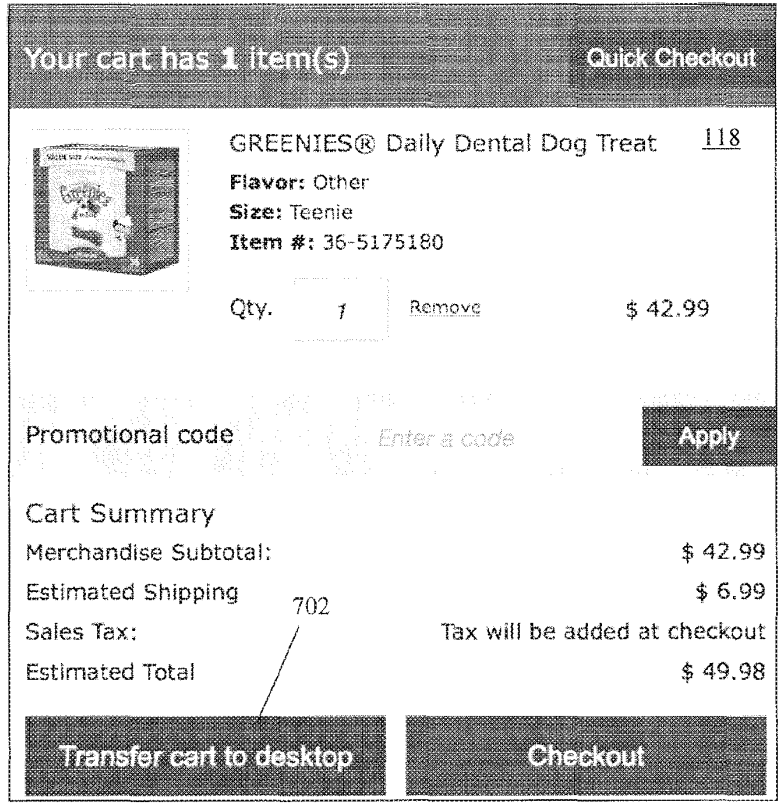 Your cart has 1 item(s) Quick Checkout
GREENIES® Daily Dental Dog Treat 118
Flavor: Other
Size: Teenie
Item #: 36-5175180
Greenies
Qty. 1 Remove $ 42.99
Promotional code Enter a code Apply
Cart Summary
Merchandise Subtotal: $ 42.99
Estimated Shipping $ 6.99
702
Sales Tax: Tax will be added at checkout
Estimated Total $ 49.98
Transfer cart to desktop Checkout